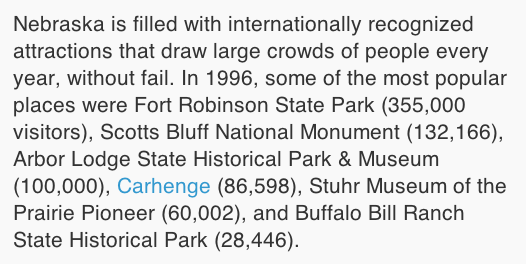 Nebraska is filled with internationally recognized
attractions that draw large crowds of people every
year, without fail. In 1996, some of the most popular
places were Fort Robinson State Park (355,000
visitors), Scotts Bluff National Monument (132,166),
Arbor Lodge State Historical Park & Museum
(100,000), Carhenge (86,598), Stuhr Museum of the
Prairie Pioneer (60,002), and Buffalo Bill Ranch
State Historical Park (28,446).